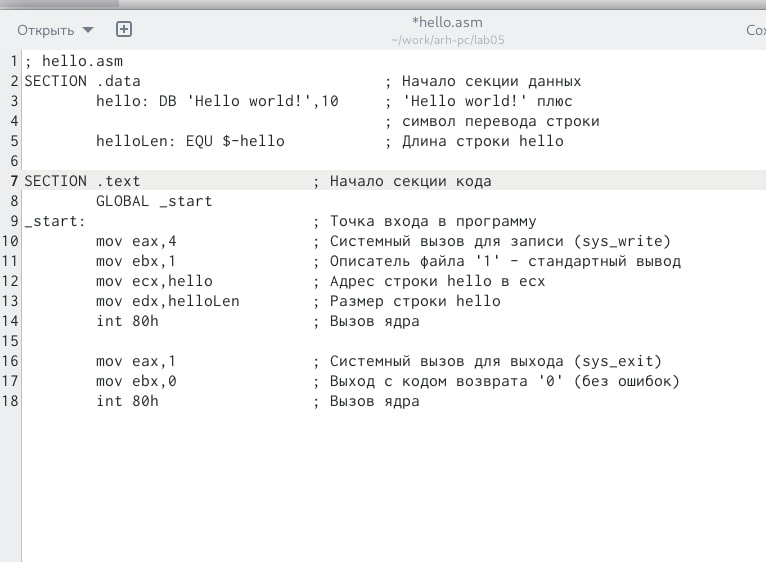 Открыть
*hello.asm
~/work/arh-pc/lab05
1 ; hello.asm
2 SECTION .data ; Начало секции данных
3 hello: DB 'Hello world!',10 ; 'Hello world!' плюс
4 ; символ перевода строки
5 helloLen: EQU $-hello ; Длина строки hello
6
7 SECTION .text ; Начало секции кода
8 GLOBAL _start
9 _start: ; Точка входа в программу
10 mov eax,4 ; Системный вызов для записи (sys_write)
11 mov ebx,1 ; Описатель файла '1' - стандартный вывод
12 mov ecx,hello ; Адрес строки hello в ecx
13 mov edx,helloLen ; Размер строки hello
14 int 80h ; Вызов ядра
15
16 mov eax,1 ; Системный вызов для выхода (sys_exit)
17 mov ebx,0 ; Выход с кодом возврата '0' (без ошибок)
18 int 80h ; Вызов ядра